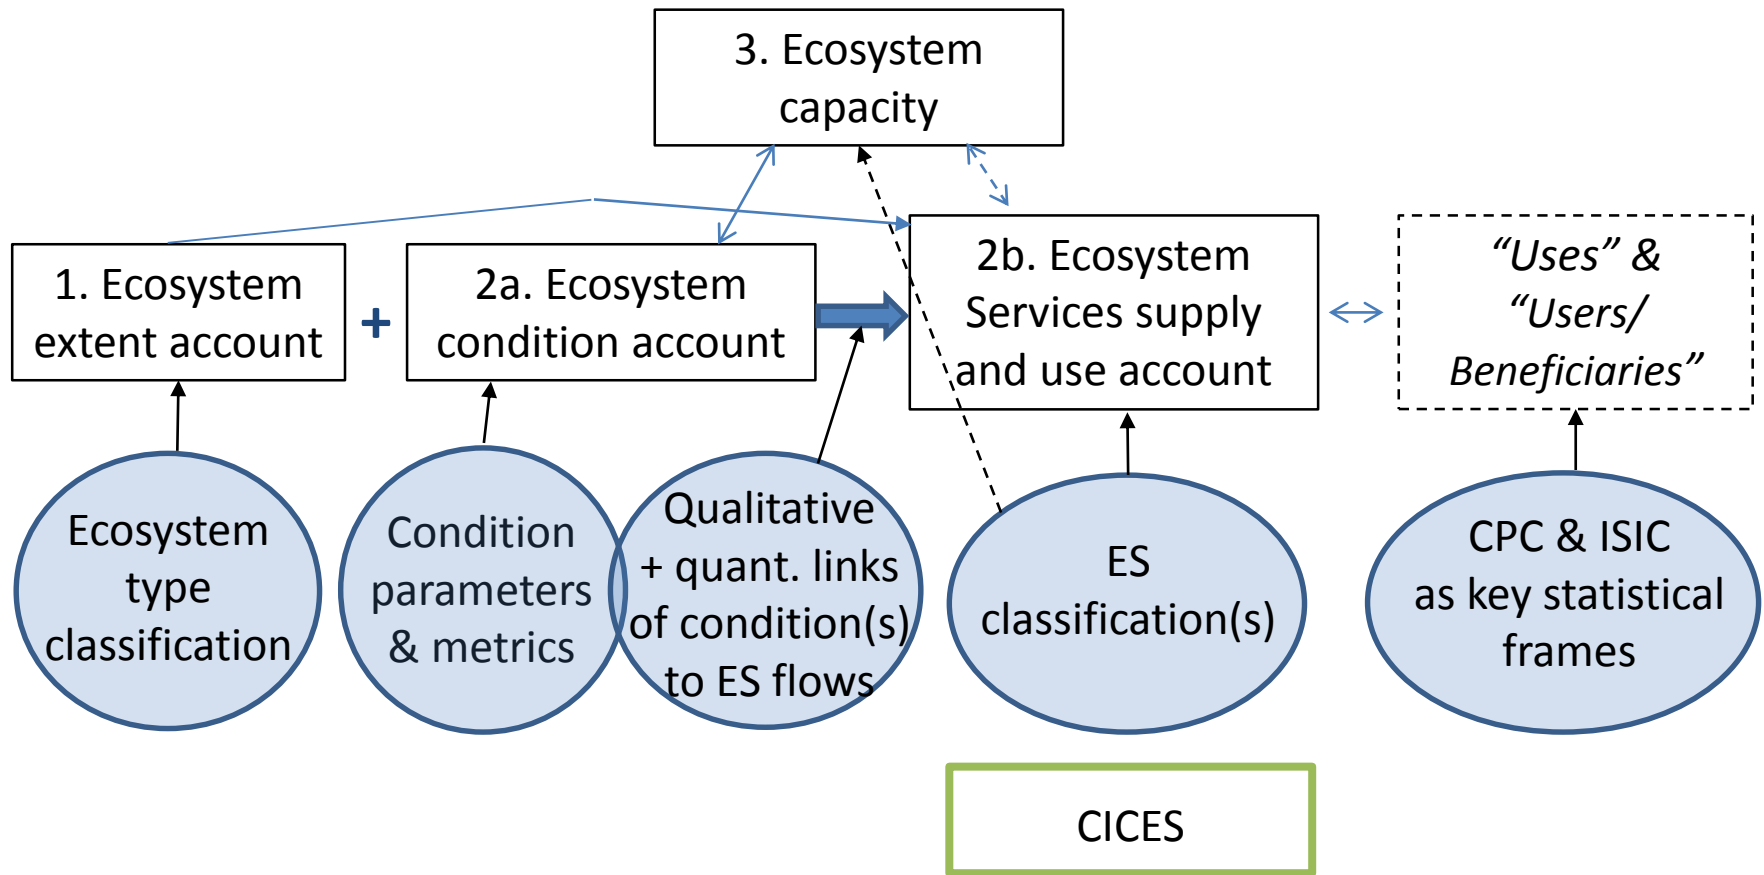 3. Ecosystem
capacity
1. Ecosystem
extent account
+
2a. Ecosystem
condition account
2b. Ecosystem
Services supply
and use account
“Uses” &
“Users/
Beneficiaries”
Ecosystem
type
classification
Condition
parameters
& metrics
Qualitative
+ quant. links
of condition(s)
to ES flows
ES
classification(s)
CPC & ISIC
as key statistical
frames
CICES